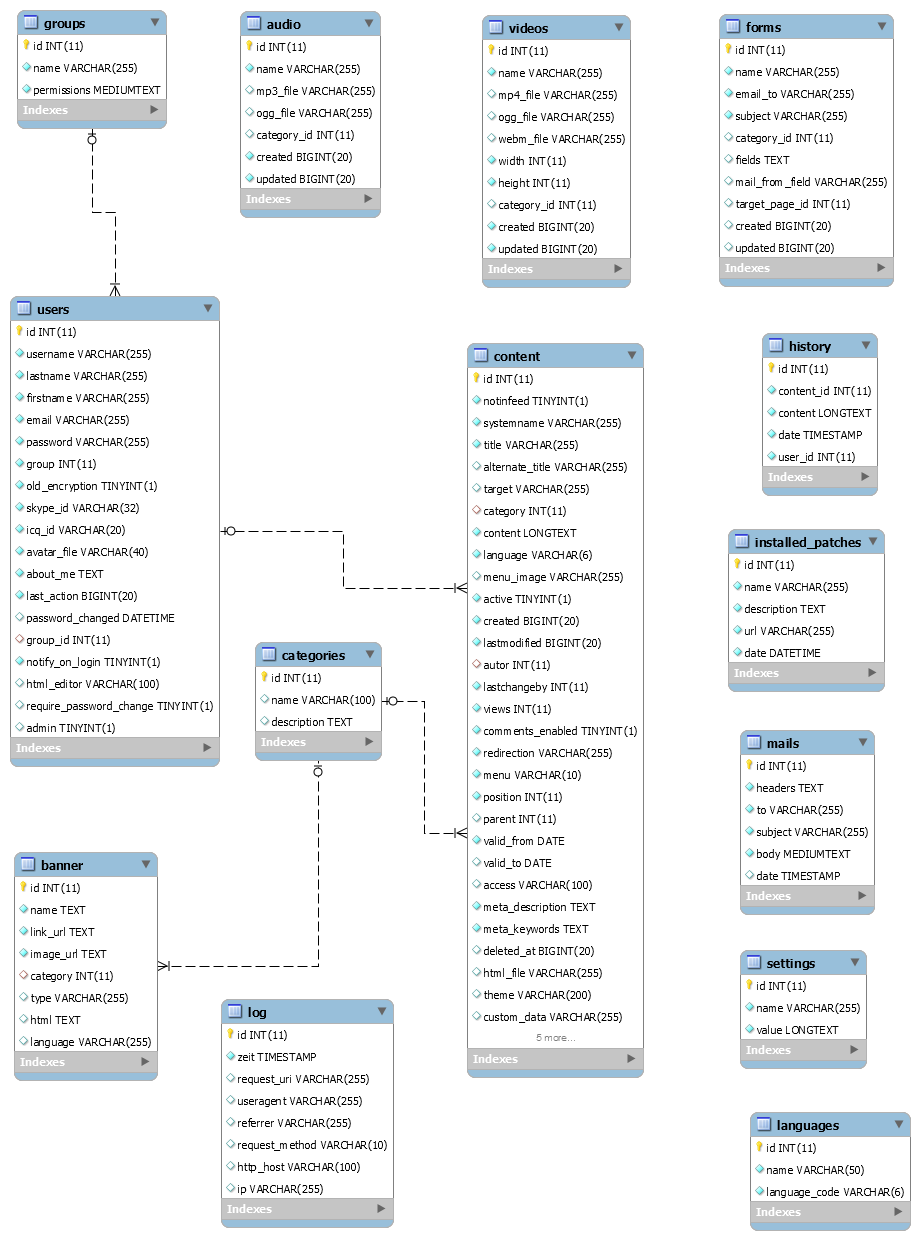 groups
id INT(11)
name VARCHAR(255)
permissions MEDIUMTEXT
Indexes
audio
id INT(11)
name VARCHAR(255)
mp3_file VARCHAR(255)
ogg_file VARCHAR(255)
category_id INT(11)
created BIGINT(20)
updated BIGINT(20)
Indexes
videos
id INT(11)
name VARCHAR(255)
mp4_file VARCHAR(255)
ogg_file VARCHAR(255)
webm_file VARCHAR(255)
width INT(11)
height INT(11)
category_id INT(11)
created BIGINT(20)
updated BIGINT(20)
Indexes
forms
id INT(11)
name VARCHAR(255)
email_to VARCHAR(255)
subject VARCHAR(255)
category_id INT(11)
fields TEXT
mail_from_field VARCHAR(255)
target_page_id INT(11)
created BIGINT(20)
updated BIGINT(20)
Indexes
users
id INT(11)
username VARCHAR(255)
lastname VARCHAR(255)
firstname VARCHAR(255)
email VARCHAR(255)
password VARCHAR(255)
group INT(11)
old_encryption TINYINT(1)
skype_id VARCHAR(32)
icq_id VARCHAR(20)
avatar_file VARCHAR(40)
about_me TEXT
last_action BIGINT(20)
password_changed DATETIME
group_id INT(11)
notify_on_login TINYINT(1)
html_editor VARCHAR(100)
require_password_change TINYINT(1)
admin TINYINT(1)
Indexes
content
id INT(11)
notinfeed TINYINT(1)
systemname VARCHAR(255)
title VARCHAR(255)
alternate_title VARCHAR(255)
target VARCHAR(255)
category INT(11)
content LONGTEXT
language VARCHAR(6)
menu_image VARCHAR(255)
active TINYINT(1)
created BIGINT(20)
lastmodified BIGINT(20)
autor INT(11)
lastchangeby INT(11)
views INT(11)
comments_enabled TINYINT(1)
redirection VARCHAR(255)
menu VARCHAR(10)
position INT(11)
parent INT(11)
valid_from DATE
valid_to DATE
access VARCHAR(100)
meta_description TEXT
meta_keywords TEXT
deleted_at BIGINT(20)
html_file VARCHAR(255)
theme VARCHAR(200)
custom_data VARCHAR(255)
5 more...
Indexes
history
id INT(11)
content_id INT(11)
content LONGTEXT
date TIMESTAMP
user_id INT(11)
Indexes
installed_patches
id INT(11)
name VARCHAR(255)
description TEXT
url VARCHAR(255)
date DATETIME
Indexes
categories
id INT(11)
name VARCHAR(100)
description TEXT
Indexes
mails
id INT(11)
headers TEXT
to VARCHAR(255)
subject VARCHAR(255)
body MEDIUMTEXT
date TIMESTAMP
Indexes
banner
id INT(11)
name TEXT
link_url TEXT
image_url TEXT
category INT(11)
type VARCHAR(255)
html TEXT
language VARCHAR(255)
Indexes
settings
id INT(11)
name VARCHAR(255)
value LONGTEXT
Indexes
log
id INT(11)
zeit TIMESTAMP
request_uri VARCHAR(255)
useragent VARCHAR(255)
referrer VARCHAR(255)
request_method VARCHAR(10)
http_host VARCHAR(100)
ip VARCHAR(255)
Indexes
languages
id INT(11)
name VARCHAR(50)
language_code VARCHAR(6)
Indexes